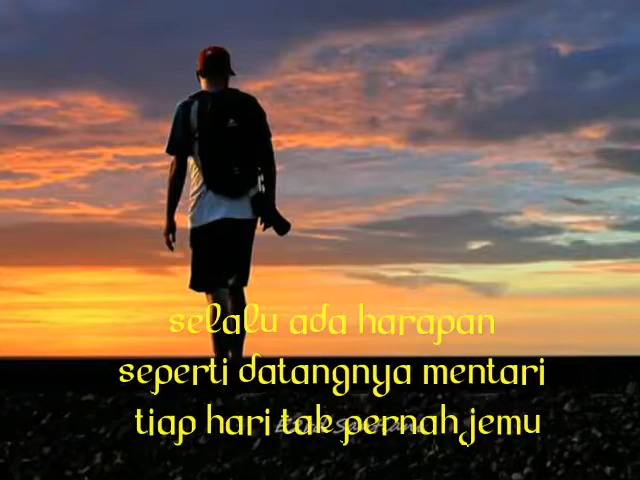 selalu ada harapan
seperti datangnya mentari
tiap hari tak pernah jemu